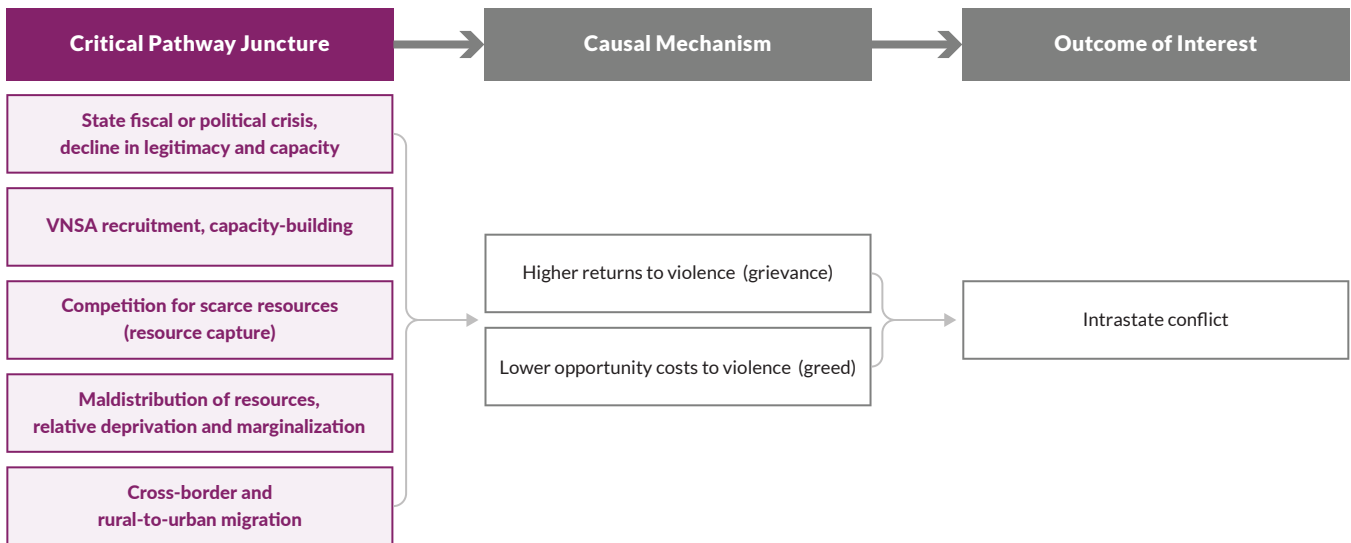 Critical Pathway Juncture
Causal Mechanism
Outcome of Interest
State fiscal or political crisis,
decline in legitimacy and capacity
VNSA recruitment, capacity-building
Competition for scarce resources
(resource capture)
Maldistribution of resources,
relative deprivation and marginalization
Cross-border and
rural-to-urban migration
Higher returns to violence (grievance)
Lower opportunity costs to violence (greed)
Intrastate conflict